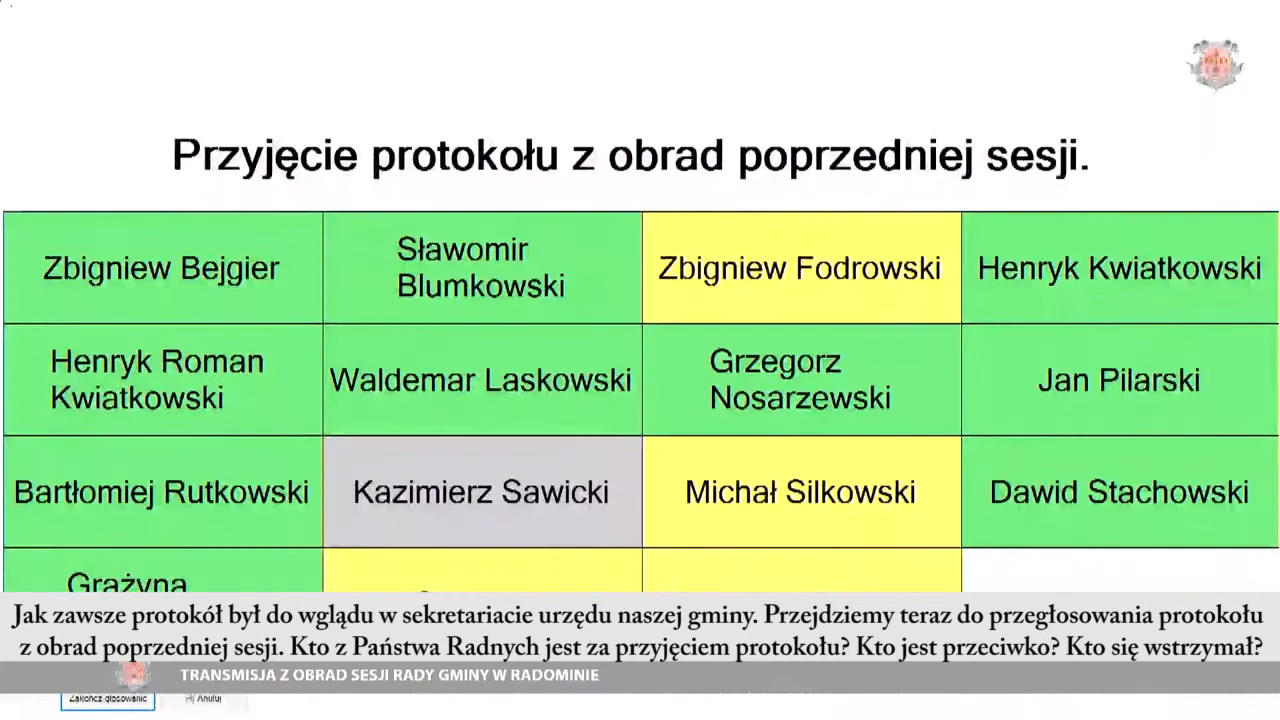 Przyjęcie protokołu z obrad poprzedniej sesji.
Zbigniew Bejgier
Sławomir
Blumkowski
Zbigniew Fodrowski
Henryk Kwiatkowski
Henryk Roman
Kwiatkowski
Waldemar Laskowski
Grzegorz
Nosarzewski
Jan Pilarski
Bartłomiej Rutkowski
Kazimierz Sawicki
Michał Silkowski
Dawid Stachowski
Grażyna
Jak zawsze protokół był do wglądu w sekretariacie urzędu naszej gminy. Przejdziemy teraz do przegłosowania protokołu
z obrad poprzedniej sesji. Kto z Państwa Radnych jest za przyjęciem protokołu? Kto jest przeciwko? Kto się wstrzymał?
TRANSMISJA Z OBRAD SESJI RADY GMINY W RADOMINIE
Zakończ głosowanie
Anuluj